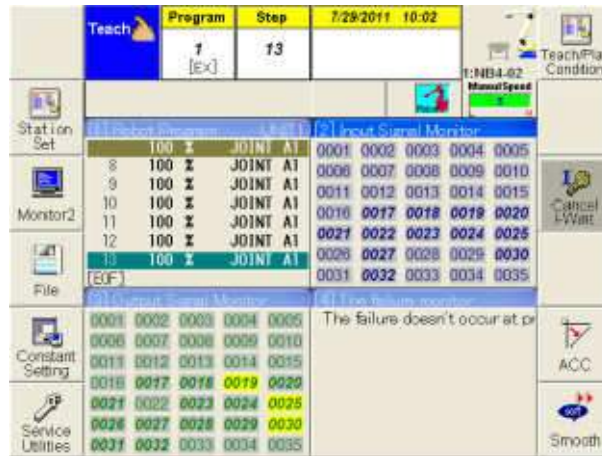 Teach
Program
Step
7/29/2011 10:02
1
[EX]
13
1:NB4-02
Manual Speed
5
Teach/Pla
Condition
Station
Set
Monitor2
File
Constant
Setting
Service
Utilities
Cancel
I-Wait
ACC
Smooth
[1] Robot Program UNIT1
100 % JOINT A1
8 100 % JOINT A1
9 100 % JOINT A1
10 100 % JOINT A1
11 100 % JOINT A1
12 100 % JOINT A1
13 100 % JOINT A1
[EOF]
[2] Input Signal Monitor
0001 0002 0003 0004 0005
0006 0007 0008 0009 0010
0011 0012 0013 0014 0015
0016 0017 0018 0019 0020
0021 0022 0023 0024 0025
0026 0027 0028 0029 0030
0031 0032 0033 0034 0035
[3] Output Signal Monitor
0001 0002 0003 0004 0005
0006 0007 0008 0009 0010
0011 0012 0013 0014 0015
0016 0017 0018 0019 0020
0021 0022 0023 0024 0025
0026 0027 0028 0029 0030
0031 0032 0033 0034 0035
[4] The failure monitor
The failure doesn't occur at pr